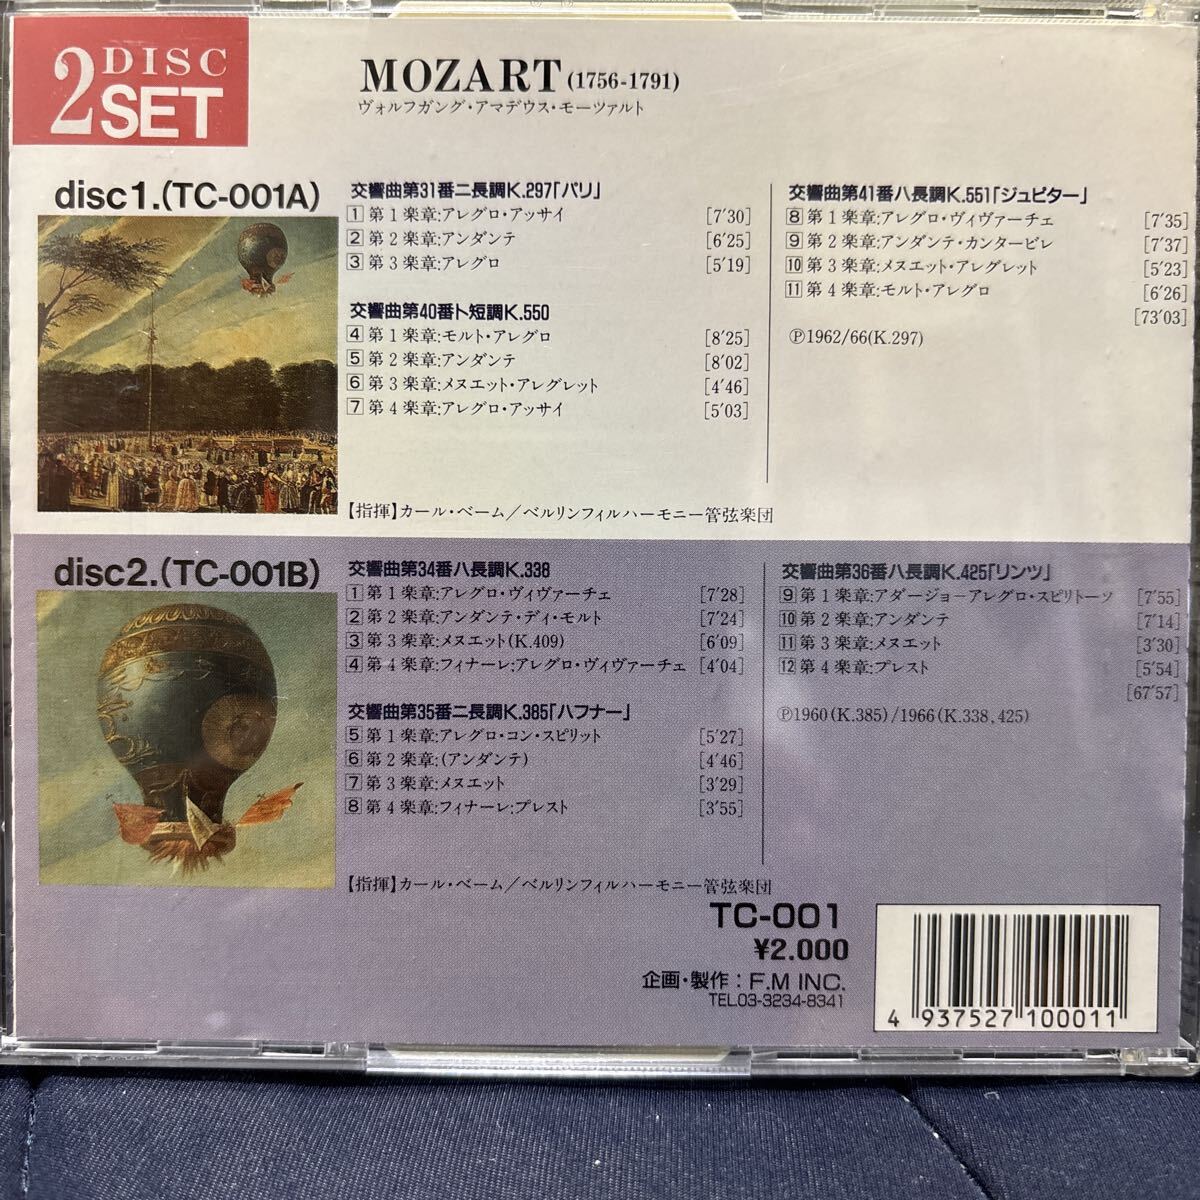 2 DISC SET
MOZART (1756-1791)
ヴォルフガング・アマデウス・モーツァルト
disc1.(TC-001A)
交響曲第31番ニ長調K.297「パリ」
1 第1楽章:アレグロ・アッサイ [7'30]
2 第2楽章:アンダンテ [6'25]
3 第3楽章:アレグロ [5'19]
交響曲第40番ト短調K.550
4 第1楽章:モルト・アレグロ [8'25]
5 第2楽章:アンダンテ [8'02]
6 第3楽章:メヌエット・アレグレット [4'46]
7 第4楽章:アレグロ・アッサイ [5'03]
交響曲第41番ハ長調K.551「ジュピター」
8 第1楽章:アレグロ・ヴィヴァーチェ [7'35]
9 第2楽章:アンダンテ・カンタービレ [7'37]
10 第3楽章:メヌエット・アレグレット [5'23]
11 第4楽章:モルト・アレグロ [6'26]
[73'03]
℗1962/66(K.297)
【指揮】カール・ベーム／ベルリンフィルハーモニー管弦楽団
disc2.(TC-001B)
交響曲第34番ハ長調K.338
1 第1楽章:アレグロ・ヴィヴァーチェ [7'28]
2 第2楽章:アンダンテ・ディ・モルト [7'24]
3 第3楽章:メヌエット(K.409) [6'09]
4 第4楽章:フィナーレ:アレグロ・ヴィヴァーチェ [4'04]
交響曲第35番ニ長調K.385「ハフナー」
5 第1楽章:アレグロ・コン・スピリット [5'27]
6 第2楽章:(アンダンテ) [4'46]
7 第3楽章:メヌエット [3'29]
8 第4楽章:フィナーレ:プレスト [3'55]
交響曲第36番ハ長調K.425「リンツ」
9 第1楽章:アダージョ－アレグロ・スピリトーソ [7'55]
10 第2楽章:アンダンテ [7'14]
11 第3楽章:メヌエット [3'30]
12 第4楽章:プレスト [5'54]
[67'57]
℗1960(K.385)/1966(K.338,425)
【指揮】カール・ベーム／ベルリンフィルハーモニー管弦楽団
TC-001
¥2.000
企画・製作：F.M INC.
TEL.03-3234-8341
4 937527 100011